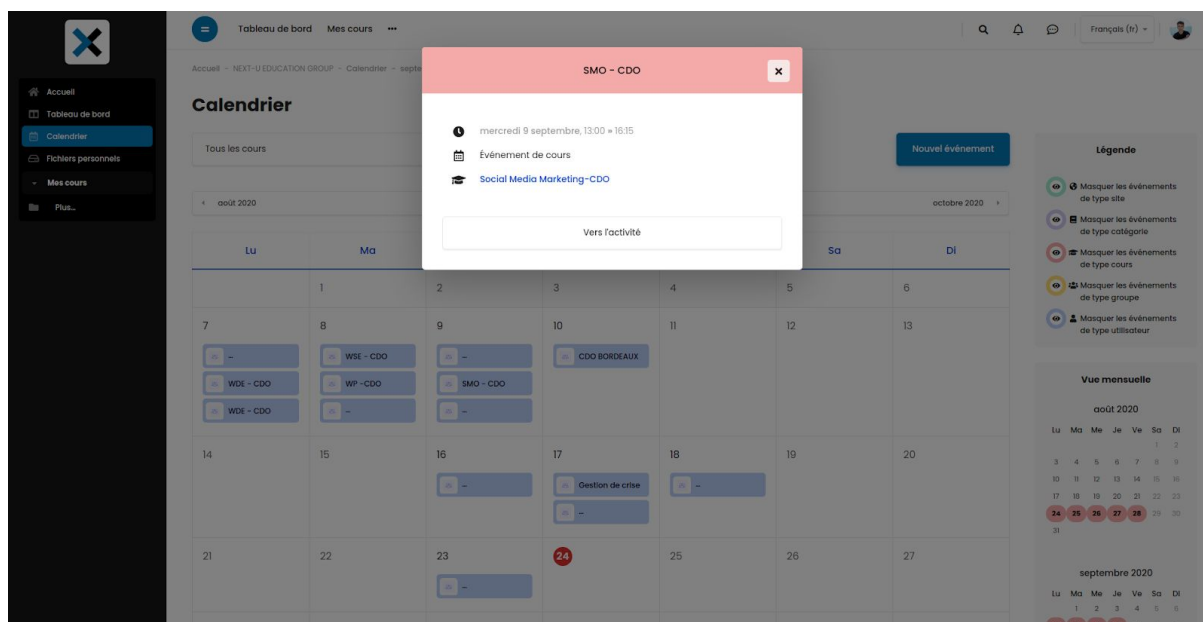 Tableau de bord Mes cours
Français (fr)
Accueil
Tableau de bord
Calendrier
Fichiers personnels
Mes cours
Plus...
Accueil - NEXT-U EDUCATION GROUP - Calendrier - septe
Calendrier
Tous les cours
Nouvel événement
août 2020
octobre 2020
SMO - CDO
mercredi 9 septembre, 13:00 » 16:15
Événement de cours
Social Media Marketing-CDO
Vers l'activité
Lu Ma Sa Di
1 2 3 4 5 6
7 8 9 10 11 12 13
- WSE - CDO - CDO BORDEAUX
WDE - CDO WP -CDO SMO - CDO
WDE - CDO - -
14 15 16 17 18 19 20
- Gestion de crise -
-
21 22 23 24 25 26 27
-
Légende
Masquer les événements
de type site
Masquer les événements
de type catégorie
Masquer les événements
de type cours
Masquer les événements
de type groupe
Masquer les événements
de type utilisateur
Vue mensuelle
août 2020
Lu Ma Me Je Ve Sa Di
1 2
3 4 5 6 7 8 9
10 11 12 13 14 15 16
17 18 19 20 21 22 23
24 25 26 27 28 29 30
31
septembre 2020
Lu Ma Me Je Ve Sa Di
1 2 3 4 5 6